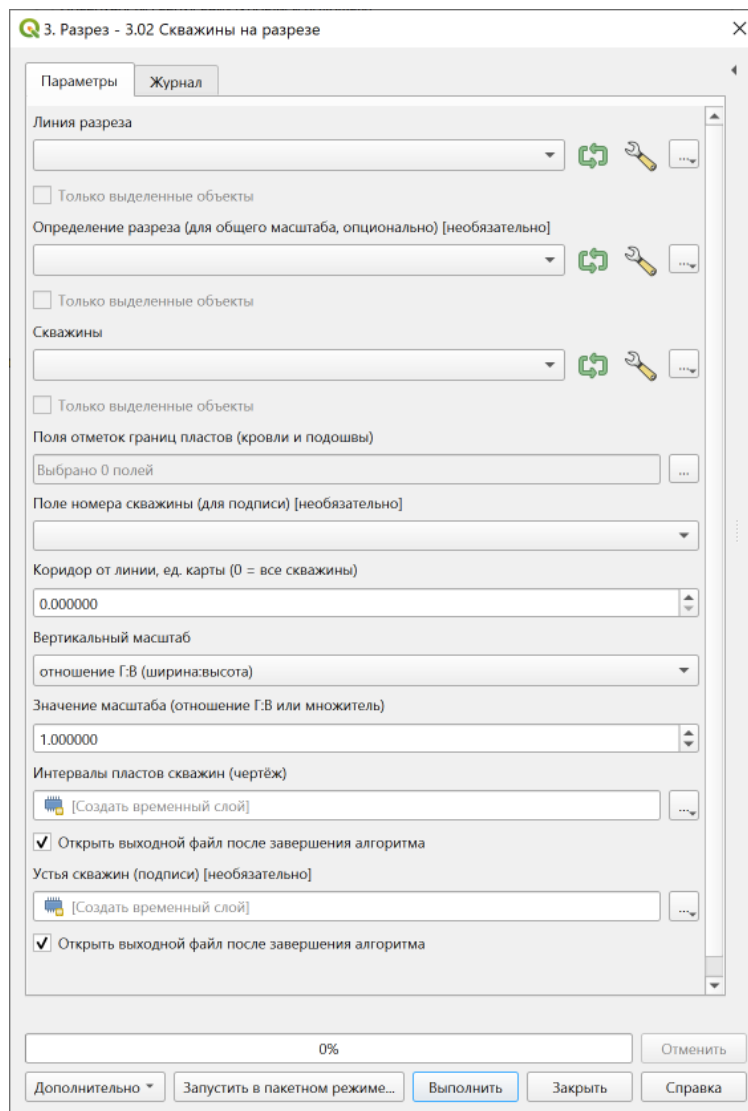 3. Разрез - 3.02 Скважины на разрезе
Параметры
Журнал
Линия разреза
...
Только выделенные объекты
Определение разреза (для общего масштаба, опционально) [необязательно]
...
Только выделенные объекты
Скважины
...
Только выделенные объекты
Поля отметок границ пластов (кровли и подошвы)
Выбрано 0 полей
...
Поле номера скважины (для подписи) [необязательно]
Коридор от линии, ед. карты (0 = все скважины)
0.000000
Вертикальный масштаб
отношение Г:В (ширина:высота)
Значение масштаба (отношение Г:В или множитель)
1.000000
Интервалы пластов скважин (чертёж)
[Создать временный слой]
...
Открыть выходной файл после завершения алгоритма
Устья скважин (подписи) [необязательно]
[Создать временный слой]
...
Открыть выходной файл после завершения алгоритма
0%
Отменить
Дополнительно
Запустить в пакетном режиме...
Выполнить
Закрыть
Справка